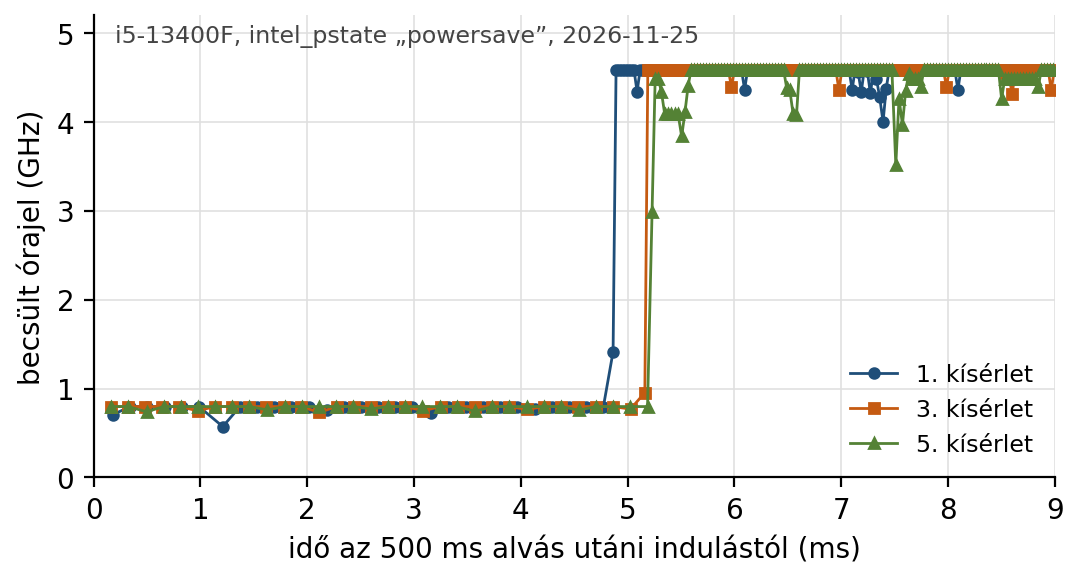 i5-13400F, intel_pstate „powersave”, 2026-11-25
becsült órajel (GHz)
5
4
3
2
1
0
1. kísérlet
3. kísérlet
5. kísérlet
0 1 2 3 4 5 6 7 8 9
idő az 500 ms alvás utáni indulástól (ms)